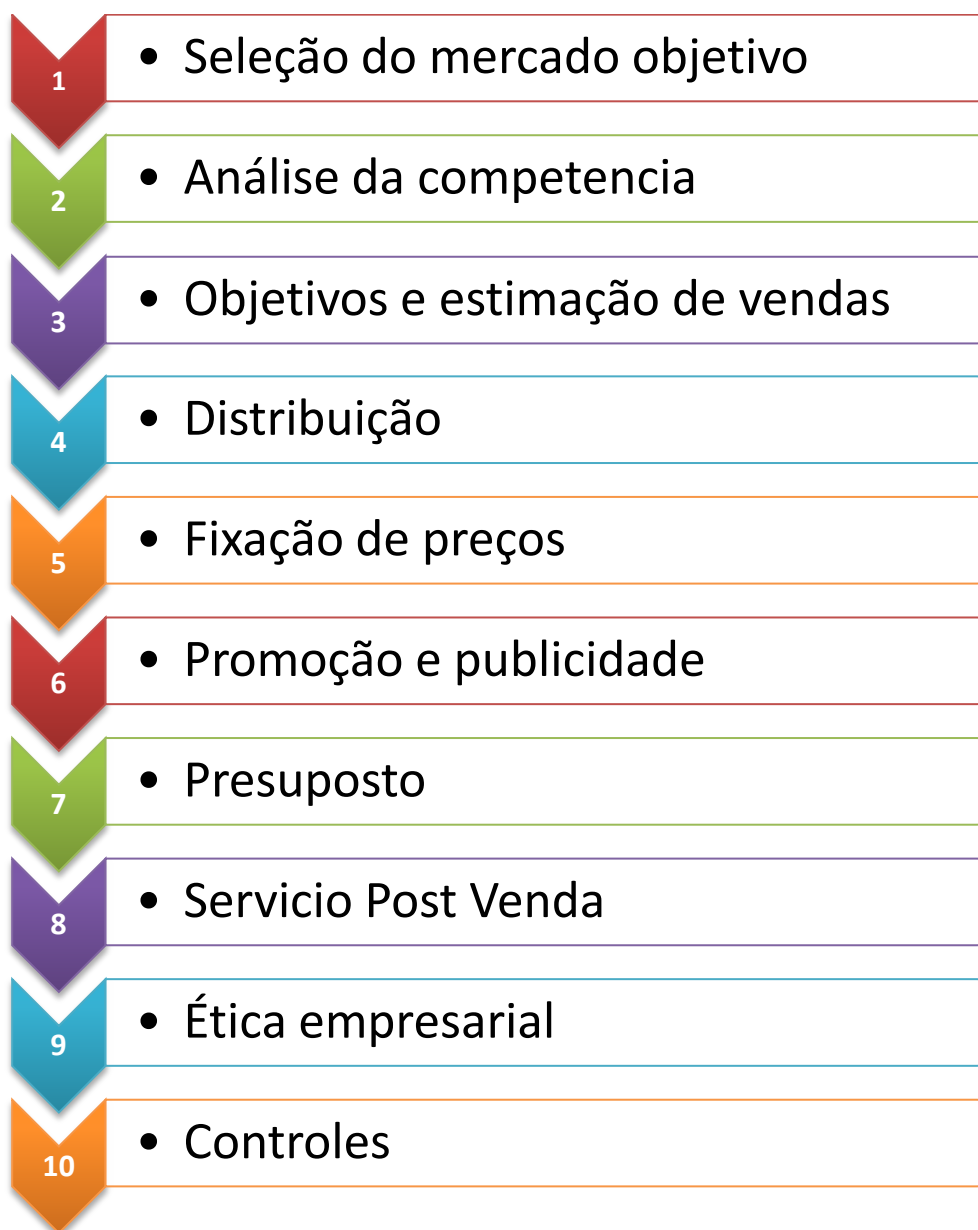 1
• Seleção do mercado objetivo
2
• Análise da competencia
3
• Objetivos e estimação de vendas
4
• Distribuição
5
• Fixação de preços
6
• Promoção e publicidade
7
• Presuposto
8
• Servicio Post Venda
9
• Ética empresarial
10
• Controles